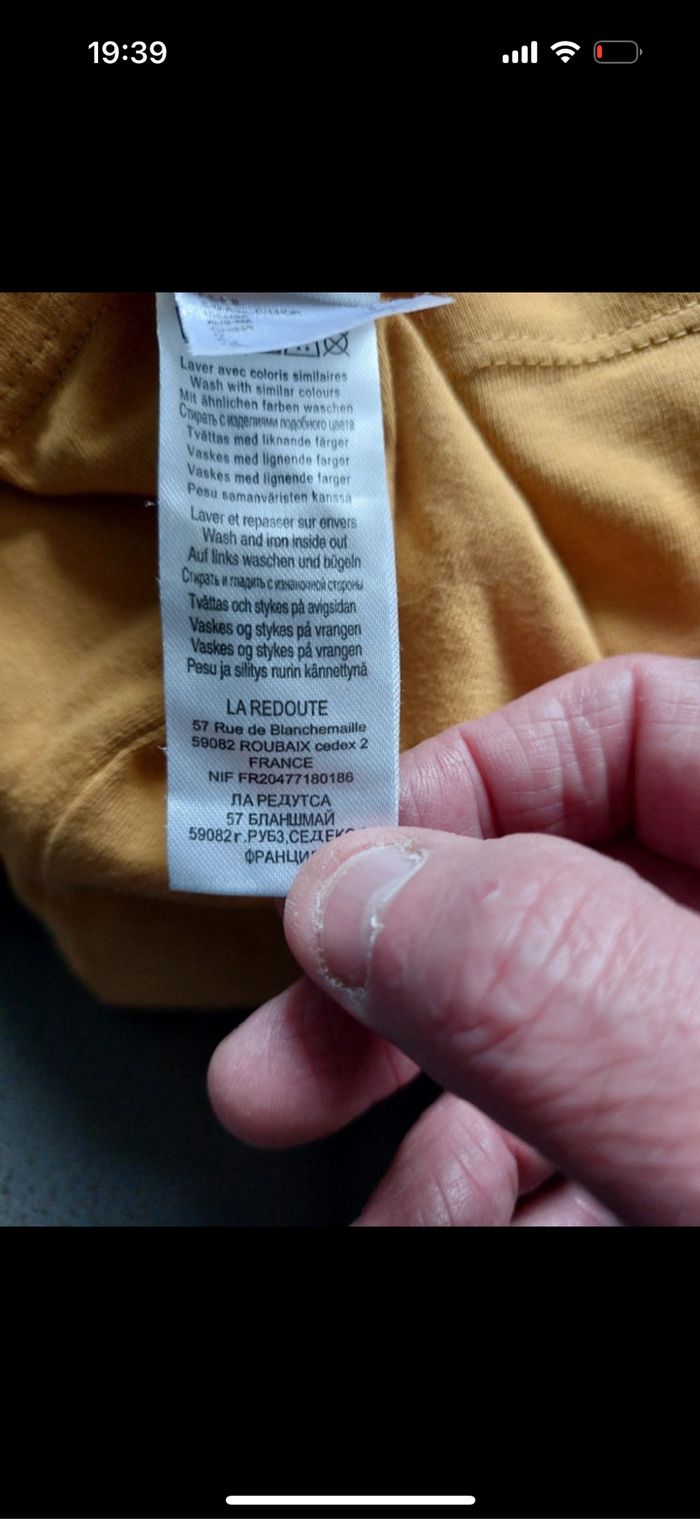 19:39
Laver avec coloris similaires
Wash with similar colours
Mit ähnlichen farben waschen
Стирать с изделиями подобного цвета
Tvättas med liknande färger
Vaskes med lignende farger
Vaskes med lignende farger
Pesu samanväristen kanssa
Laver et repasser sur envers
Wash and iron inside out
Auf links waschen und bügeln
Стирать и гладить с изнаночной стороны
Tvättas och stykes på avigsidan
Vaskes og stykes på vrangen
Vaskes og stykes på vrangen
Pesu ja silitys nurin kännettynä
LA REDOUTE
57 Rue de Blanchemaille
59082 ROUBAIX cedex 2
FRANCE
NIF FR20477180186
ЛА РЕДУТСА
57 БЛАНШМАЙ
59082г.РУБЗ,СЕДЕКС
ФРАНЦИ